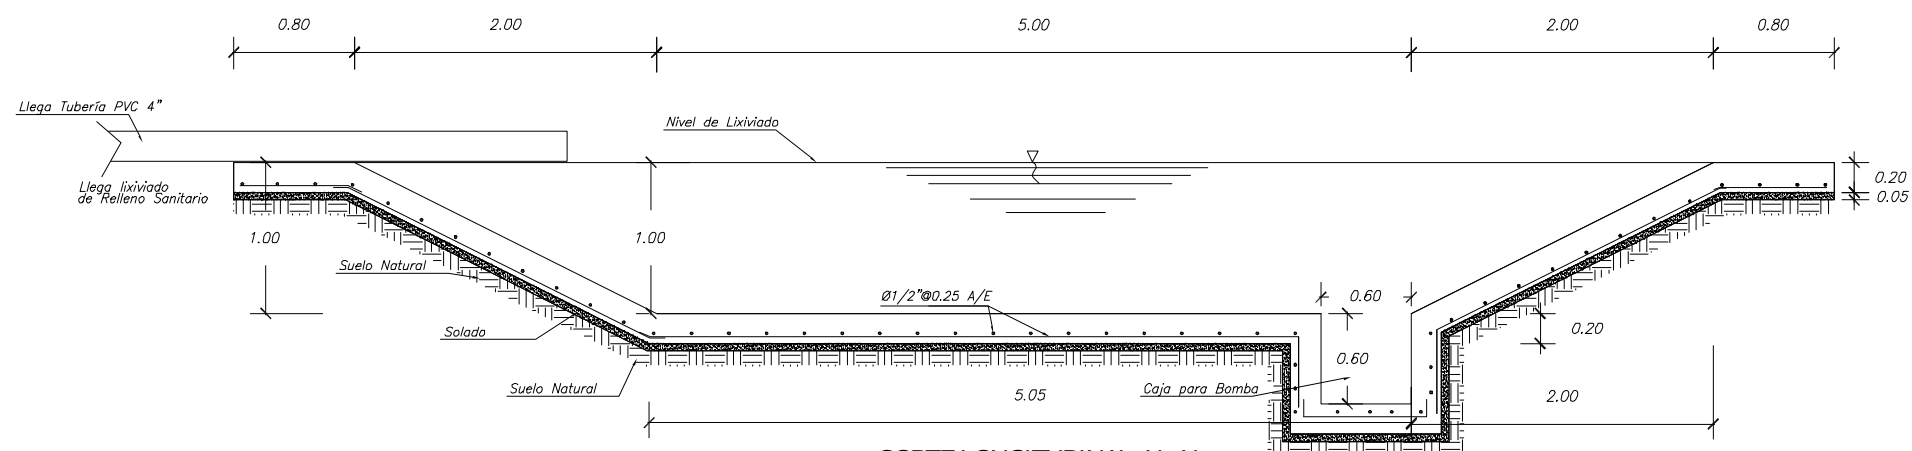 0.80
2.00
5.00
2.00
0.80
Llega Tubería PVC 4"
Nivel de Lixiviado
Llega lixiviado
de Relleno Sanitario
0.20
0.05
1.00
1.00
Suelo Natural
Ø1/2"@0.25 A/E
0.60
Solado
0.20
0.60
Suelo Natural
Caja para Bomba
5.05
2.00